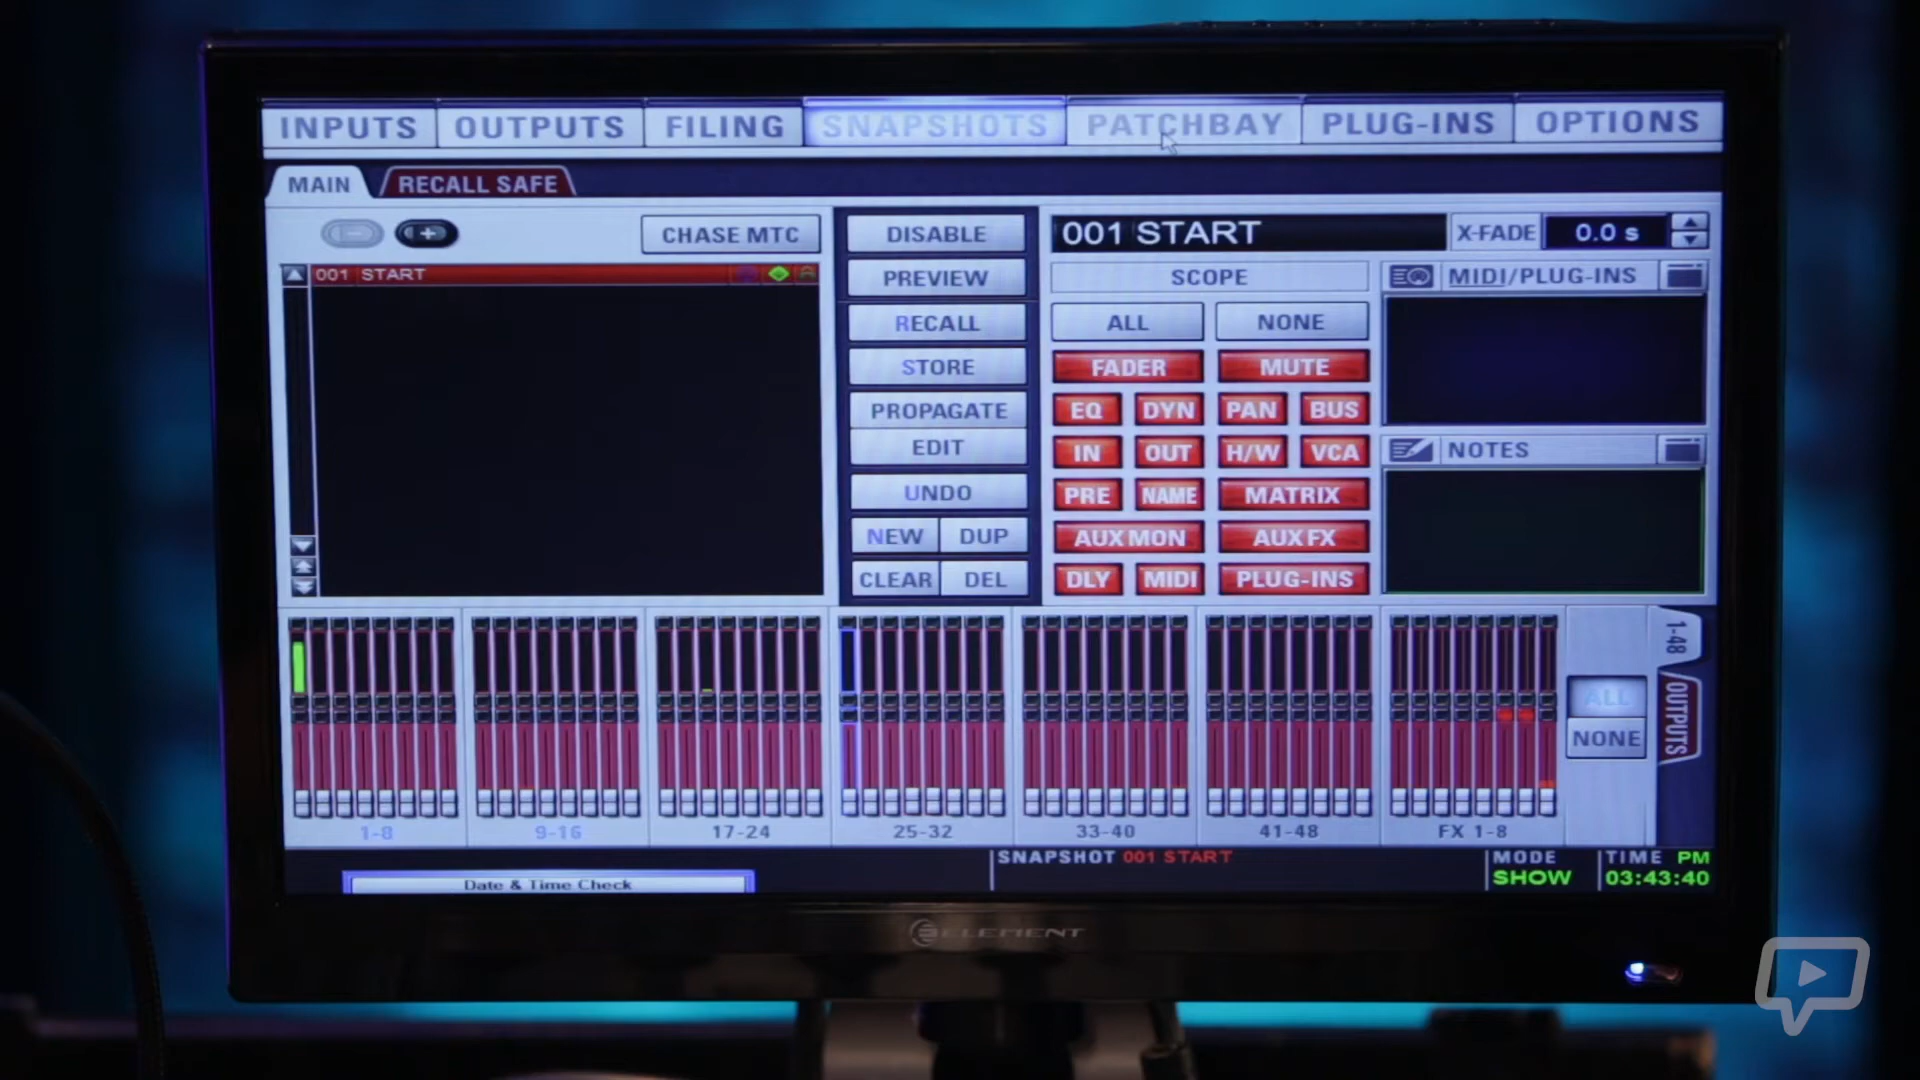 INPUTS OUTPUTS FILING SNAPSHOTS PATCHBAY PLUG-INS OPTIONS
MAIN RECALL SAFE
CHASE MTC
001 START
DISABLE
PREVIEW
RECALL
STORE
PROPAGATE
EDIT
UNDO
NEW DUP
CLEAR DEL
001 START X-FADE 0.0 s
SCOPE
ALL NONE
FADER MUTE
EQ DYN PAN BUS
IN OUT H/W VCA
PRE NAME MATRIX
AUX MON AUX FX
DLY MIDI PLUG-INS
MIDI/PLUG-INS
NOTES
1-8 9-16 17-24 25-32 33-40 41-48 FX 1-8
ALL
NONE
1-48
OUTPUTS
Date & Time Check
SNAPSHOT 001 START
MODE
SHOW
TIME PM
03:43:40
ELEMENT